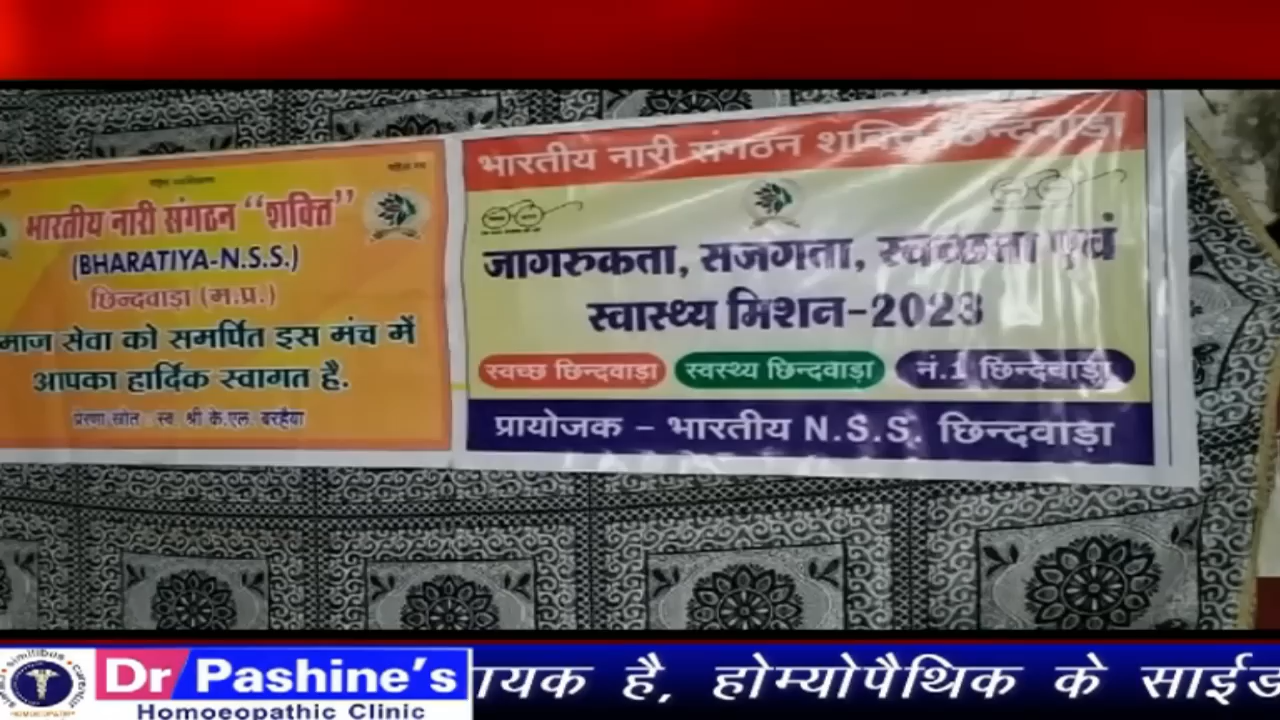 भारतीय नारी संगठन "शक्ति"
(BHARATIYA-N.S.S.)
छिन्दवाड़ा (म.प्र.)
माज सेवा को समर्पित इस मंच में
आपका हार्दिक स्वागत है.
प्रेरणा स्रोत : स्व. श्री के.एल. बरहैया
भारतीय नारी संगठन शक्ति छिन्दवाड़ा
जागरुकता, सजगता, स्वच्छता एवं
स्वास्थ्य मिशन-2023
स्वच्छ छिन्दवाड़ा
स्वस्थ्य छिन्दवाड़ा
नं.1 छिन्दवाड़ा
प्रायोजक - भारतीय N.S.S. छिन्दवाड़ा
Dr Pashine's
Homoeopathic Clinic
ायक है, होम्योपैथिक के साईड